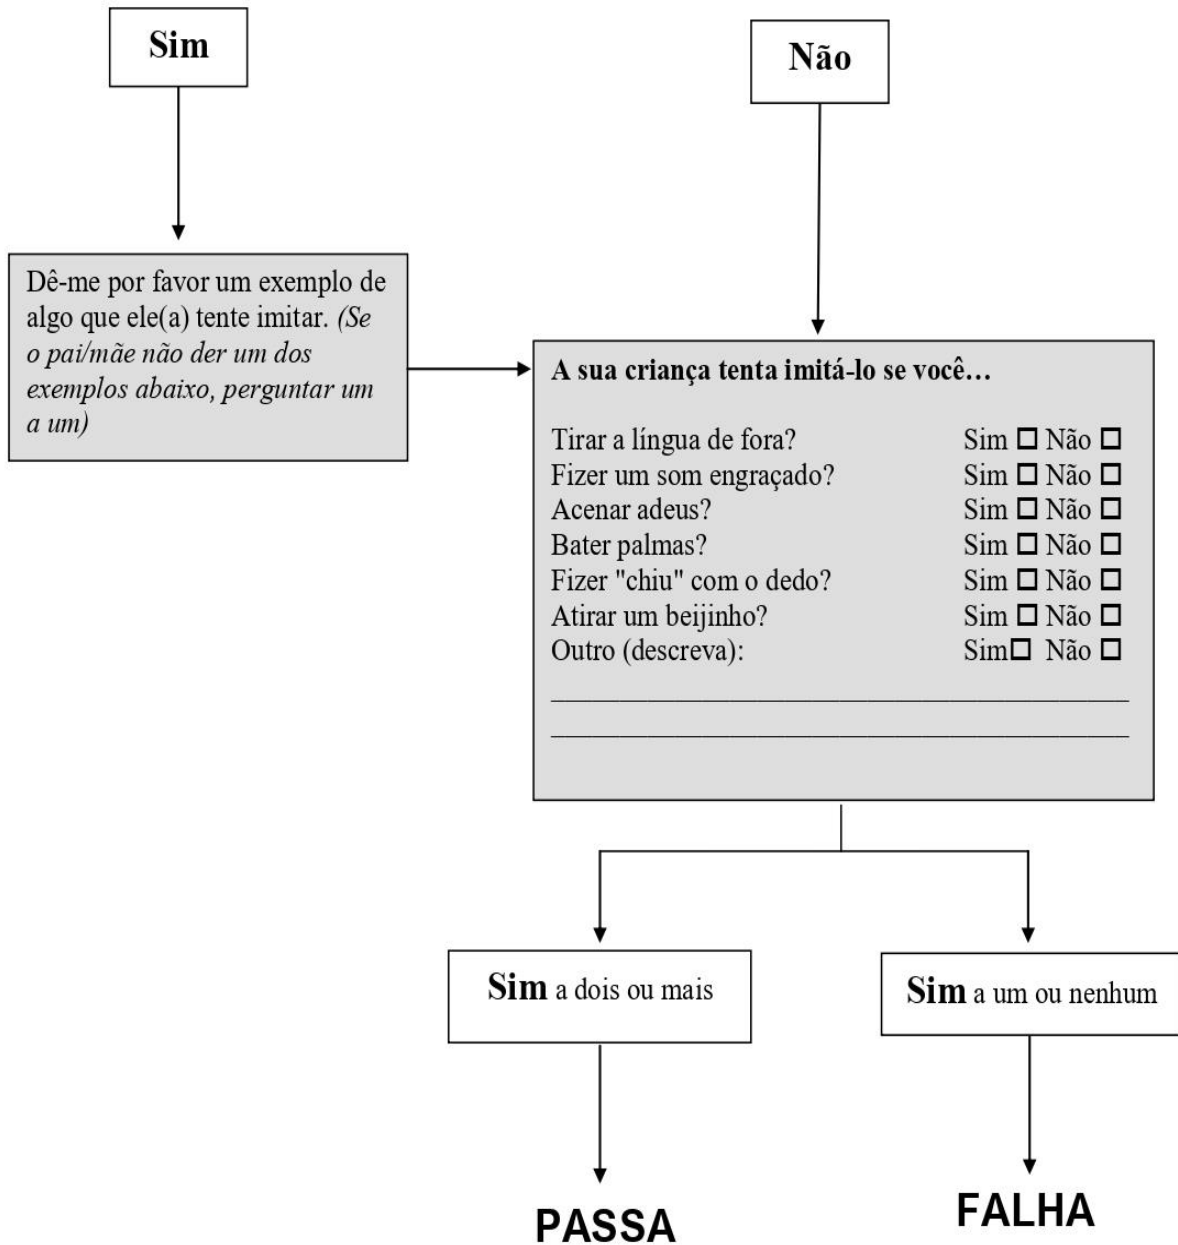 Sim
Não
Dê-me por favor um exemplo de
algo que ele(a) tente imitar. (Se
o pai/mãe não der um dos
exemplos abaixo, perguntar um
a um)
A sua criança tenta imitá-lo se você…
Tirar a língua de fora? Sim ☐ Não ☐
Fizer um som engraçado? Sim ☐ Não ☐
Acenar adeus? Sim ☐ Não ☐
Bater palmas? Sim ☐ Não ☐
Fizer "chiu" com o dedo? Sim ☐ Não ☐
Atirar um beijinho? Sim ☐ Não ☐
Outro (descreva): Sim☐ Não ☐
Sim a dois ou mais
Sim a um ou nenhum
PASSA
FALHA